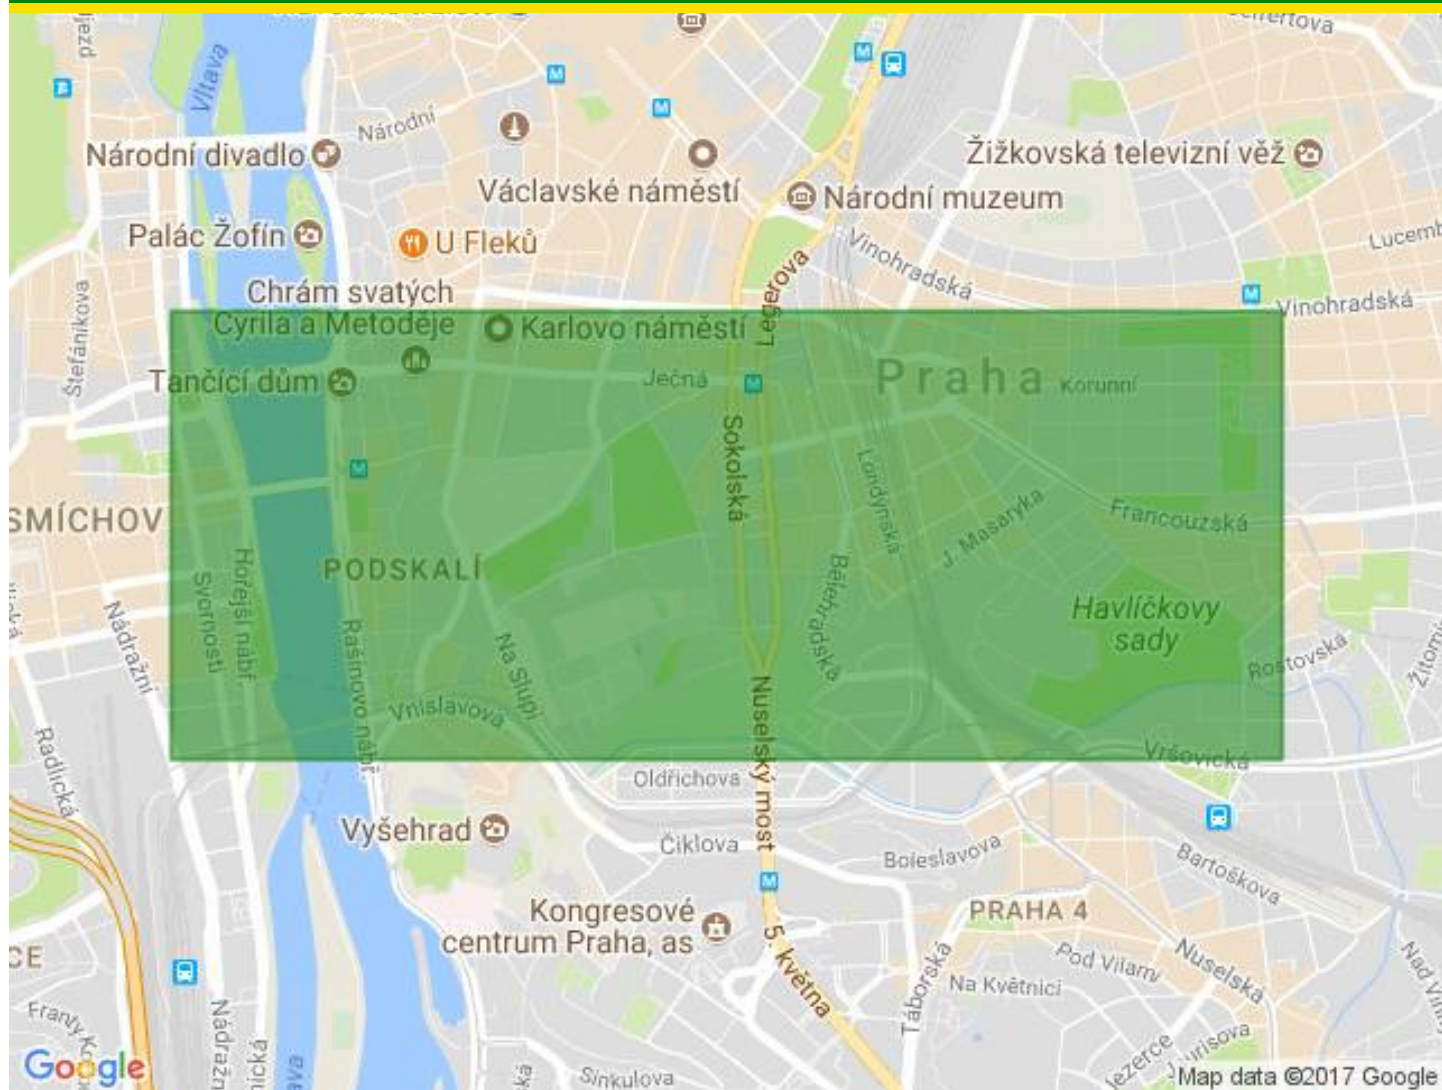 Seifertova
Vltava
Národní
Národní divadlo
Žižkovská televizní věž
Václavské náměstí
Národní muzeum
Palác Žofín
U Fleků
Vinohradská
Štefánikova
Chrám svatých
Cyrila a Metoděje
Karlovo náměstí
Legerova
Vinohradská
Tančící dům
Ječná
Praha
Korunní
Sokolská
Londýnská
SMÍCHOV
Francouzská
J. Masaryka
PODSKALÍ
Hořejší nábř.
Svornosti
Bělehradská
Havlíčkovy
sady
Nádražní
Rašínovo nábř.
Na Slupi
Rostovská
Vnislavova
Nuselský most
Radlická
Vršovická
Oldřichova
Vyšehrad
Čiklova
Boleslavova
Bartoškova
Kongresové
centrum Praha, as
PRAHA 4
5. května
Táborská
Pod Vilami
Nuselská
Na Květnici
Sinkulova
Google
Map data ©2017 Google